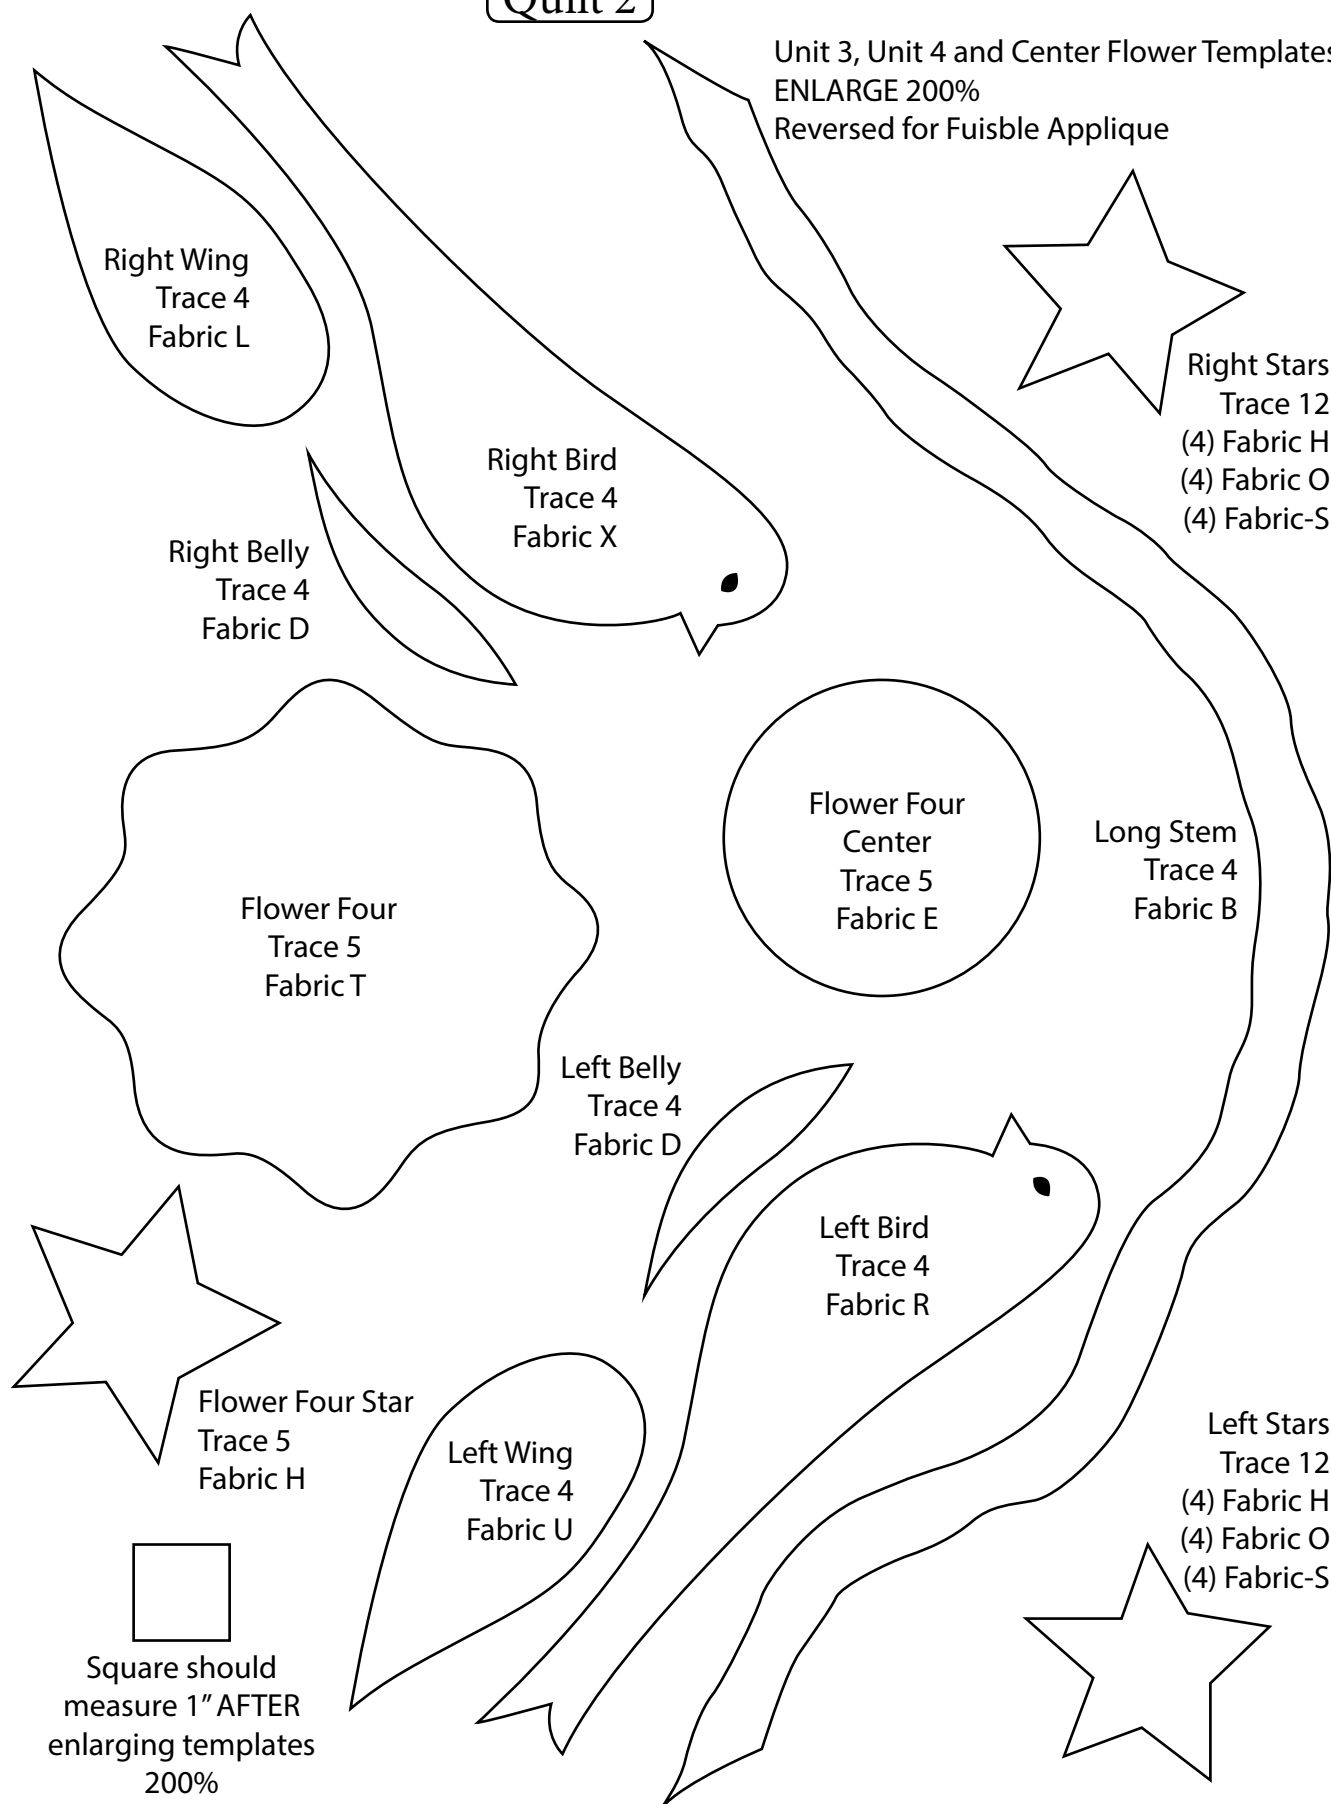 Quilt 2
Unit 3, Unit 4 and Center Flower Templates
ENLARGE 200%
Reversed for Fuisble Applique
Right Wing
Trace 4
Fabric L
Right Stars
Trace 12
(4) Fabric H
(4) Fabric O
(4) Fabric-S
Right Bird
Trace 4
Fabric X
Right Belly
Trace 4
Fabric D
Flower Four
Center
Trace 5
Fabric E
Long Stem
Trace 4
Fabric B
Flower Four
Trace 5
Fabric T
Left Belly
Trace 4
Fabric D
Left Bird
Trace 4
Fabric R
Flower Four Star
Trace 5
Fabric H
Left Wing
Trace 4
Fabric U
Left Stars
Trace 12
(4) Fabric H
(4) Fabric O
(4) Fabric-S
Square should
measure 1” AFTER
enlarging templates
200%